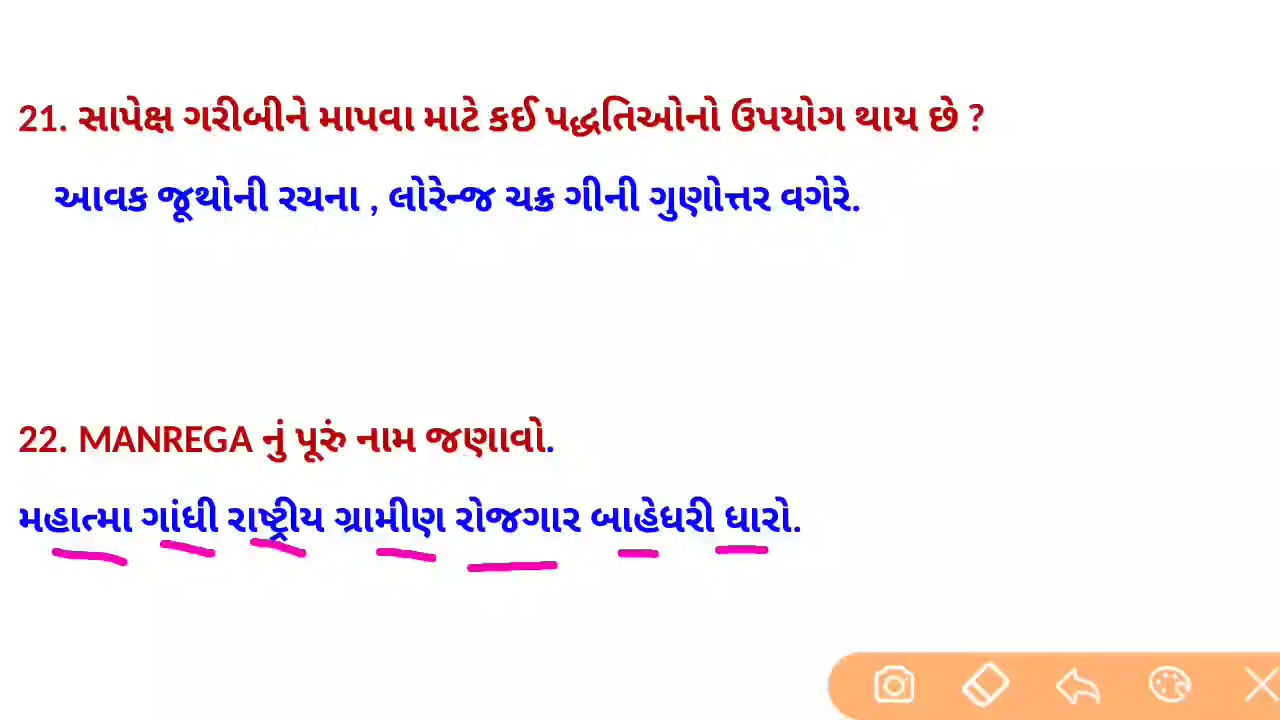 21. સાપેક્ષ ગરીબીને માપવા માટે કઈ પદ્ધતિઓનો ઉપયોગ થાય છે ?
આવક જૂથોની રચના , લોરેન્જ ચક્ર ગીની ગુણોત્તર વગેરે.
22. MANREGA નું પૂરું નામ જણાવો.
મહાત્મા ગાંધી રાષ્ટ્રીય ગ્રામીણ રોજગાર બાહેધરી ધારો.